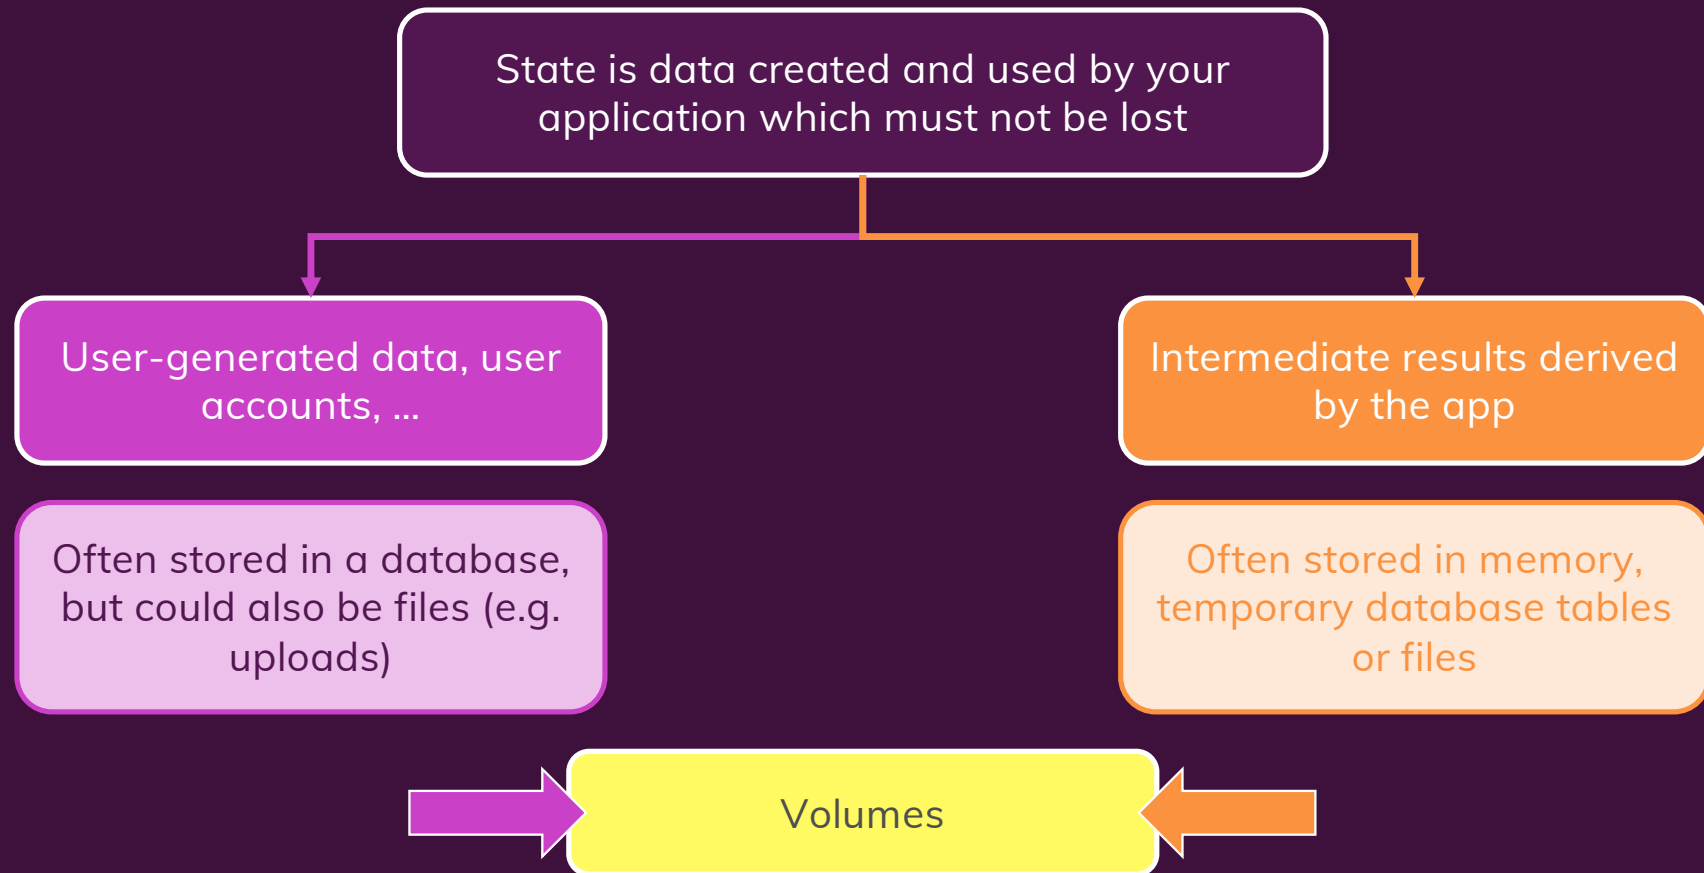 State is data created and used by your
application which must not be lost
User-generated data, user
accounts, ...
Intermediate results derived
by the app
Often stored in a database,
but could also be files (e.g.
uploads)
Often stored in memory,
temporary database tables
or files
Volumes